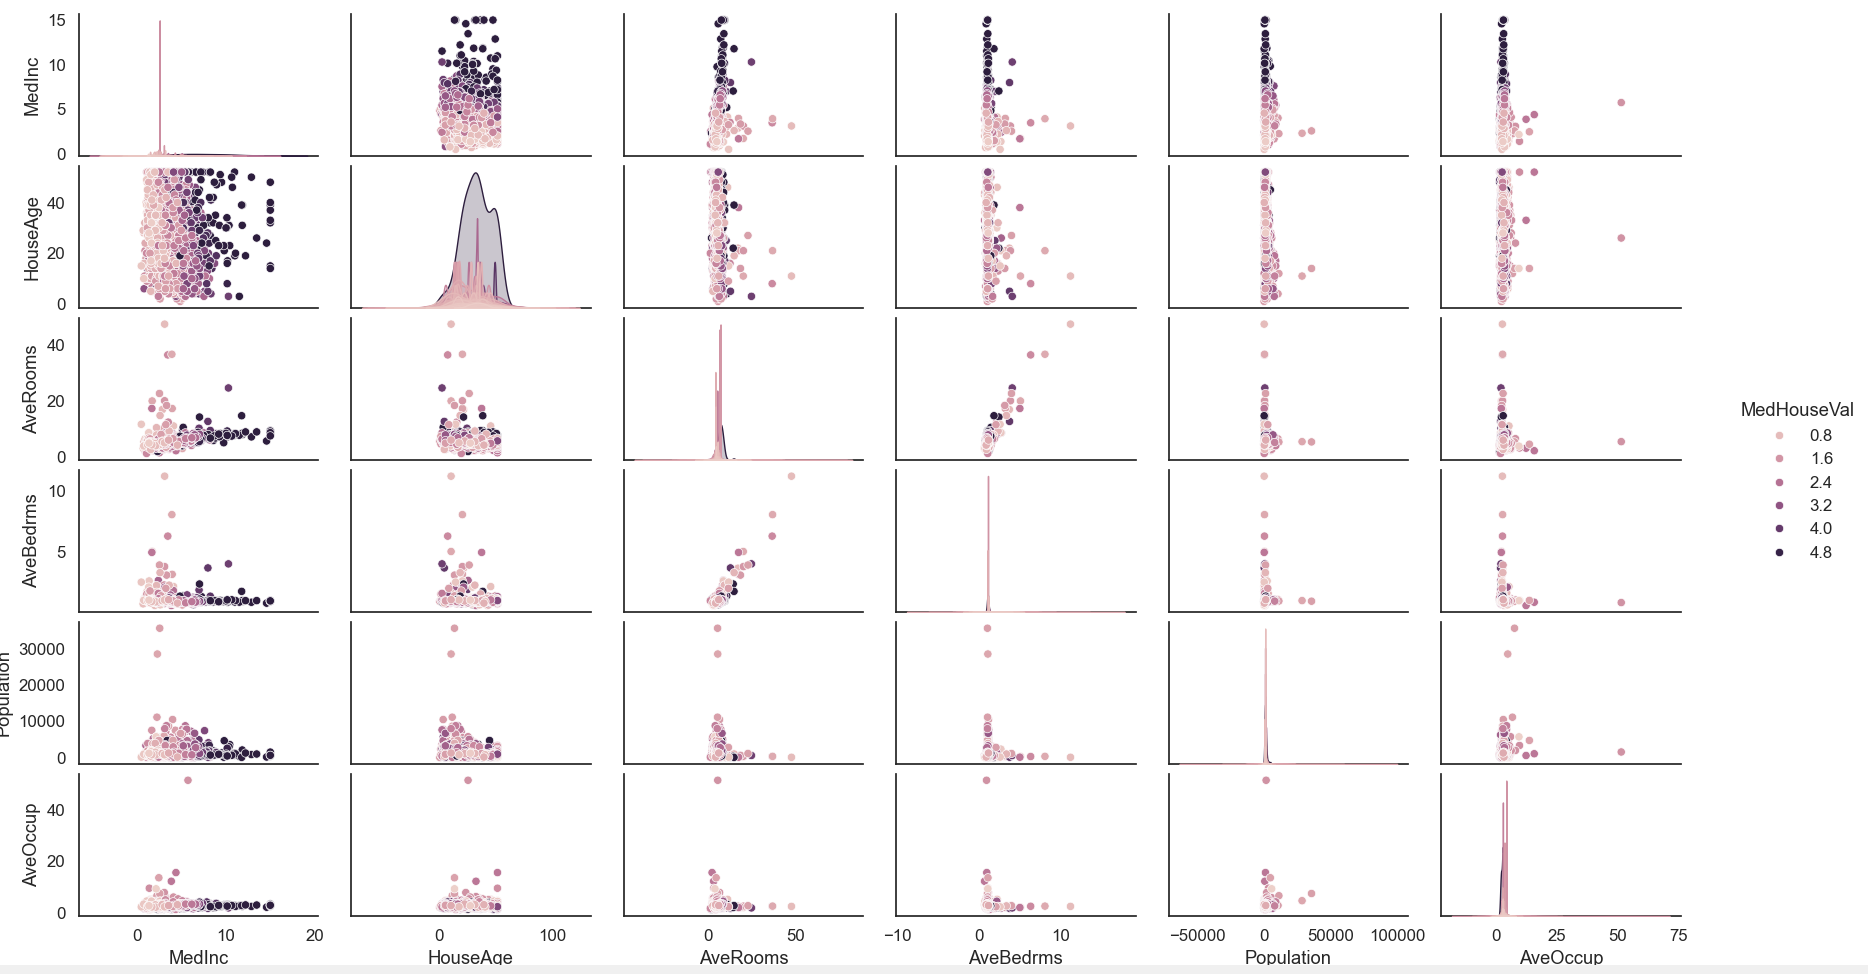 15
10
5
0
MedInc
40
20
0
HouseAge
40
20
0
AveRooms
10
5
AveBedrms
30000
20000
10000
0
Population
40
20
0
AveOccup
0 10 20
MedInc
0 100
HouseAge
0 50
AveRooms
−10 0 10
AveBedrms
−50000 0 50000 100000
Population
0 25 50 75
AveOccup
MedHouseVal
0.8
1.6
2.4
3.2
4.0
4.8